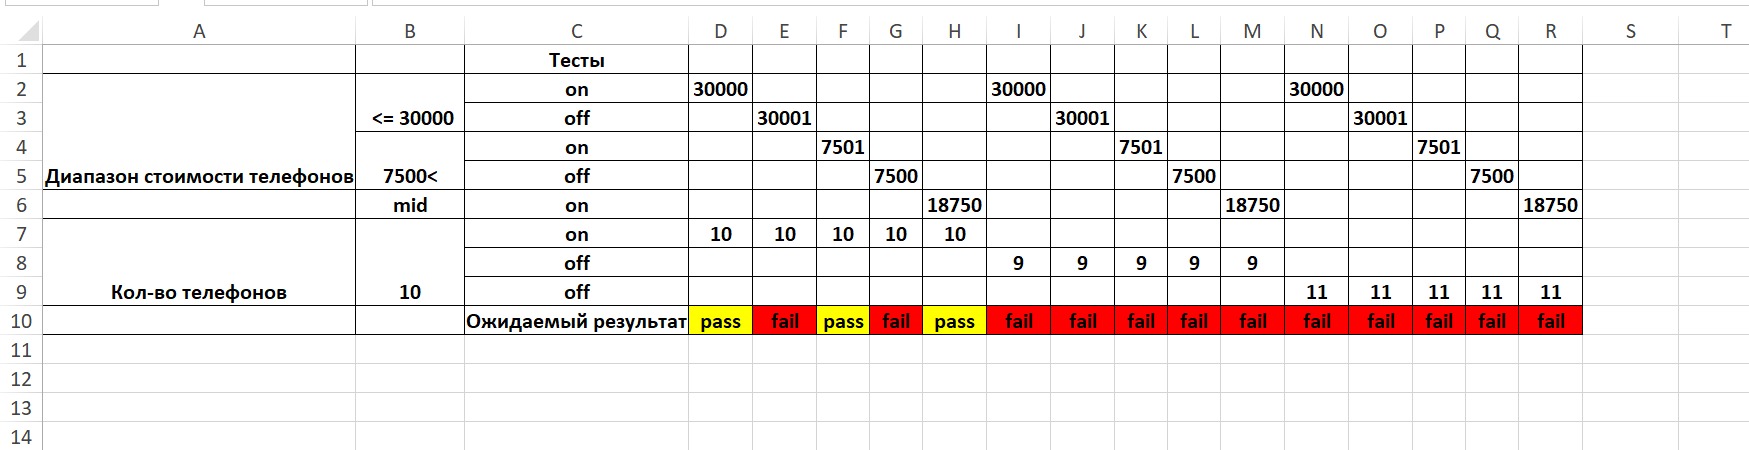 A B C D E F G H I J K L M N O P Q R S T
1 Тесты
2 on 30000 30000 30000
3 <= 30000 off 30001 30001 30001
4 on 7501 7501 7501
5 Диапазон стоимости телефонов 7500< off 7500 7500 7500
6 mid on 18750 18750 18750
7 on 10 10 10 10 10
8 off 9 9 9 9 9
9 Кол-во телефонов 10 off 11 11 11 11 11
10 Ожидаемый результат pass fail pass fail pass fail fail fail fail fail fail fail fail fail fail
11
12
13
14